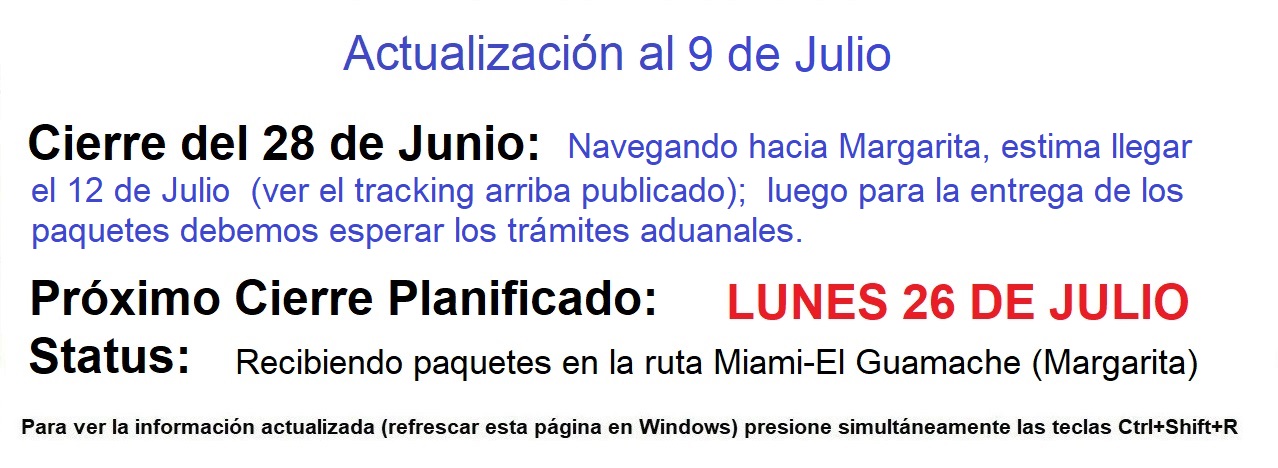 Actualización al 9 de Julio
Cierre del 28 de Junio: Navegando hacia Margarita, estima llegar
el 12 de Julio (ver el tracking arriba publicado); luego para la entrega de los
paquetes debemos esperar los trámites aduanales.
Próximo Cierre Planificado: LUNES 26 DE JULIO
Status: Recibiendo paquetes en la ruta Miami-El Guamache (Margarita)
Para ver la información actualizada (refrescar esta página en Windows) presione simultáneamente las teclas Ctrl+Shift+R